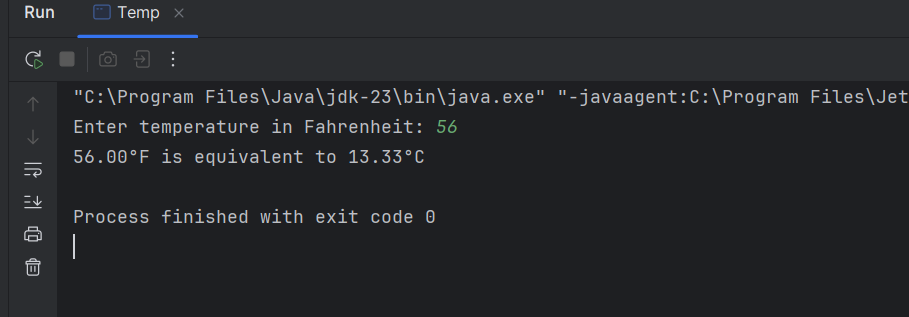 Run
Temp
"C:\Program Files\Java\jdk-23\bin\java.exe" "-javaagent:C:\Program Files\Jet
Enter temperature in Fahrenheit: 56
56.00°F is equivalent to 13.33°C
Process finished with exit code 0